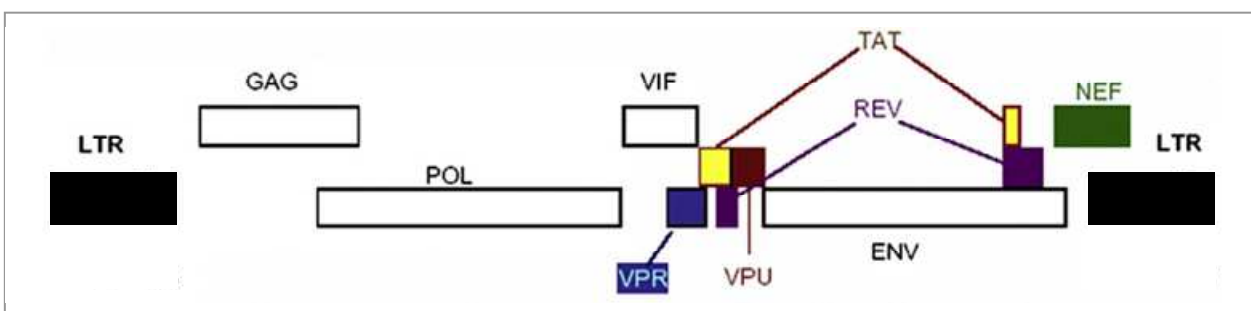 TAT
GAG
VIF
NEF
REV
LTR
LTR
POL
ENV
VPR
VPU